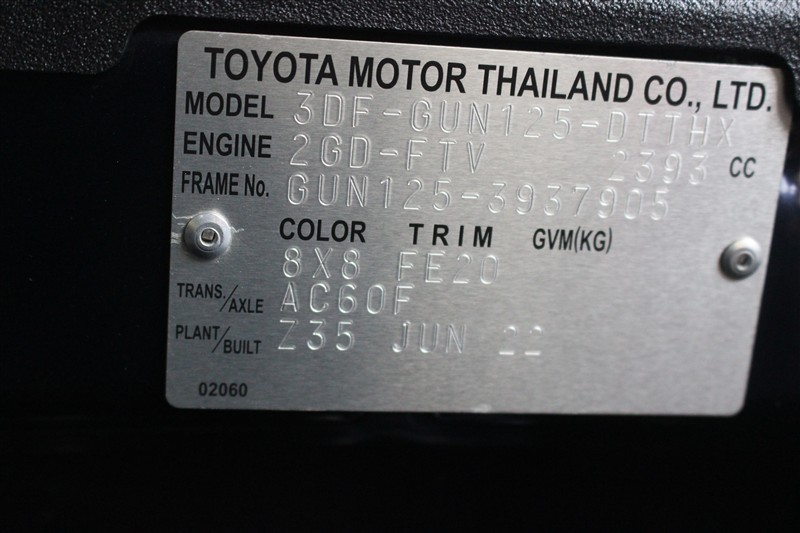 TOYOTA MOTOR THAILAND CO., LTD.
MODEL 3DF-GUN125-DTTHX
ENGINE 2GD-FTV 2393 CC
FRAME No. GUN125-3937905
COLOR TRIM GVM(KG)
8X8 FE20
TRANS./AXLE AC60F
PLANT/BUILT Z35 JUN 22
02060